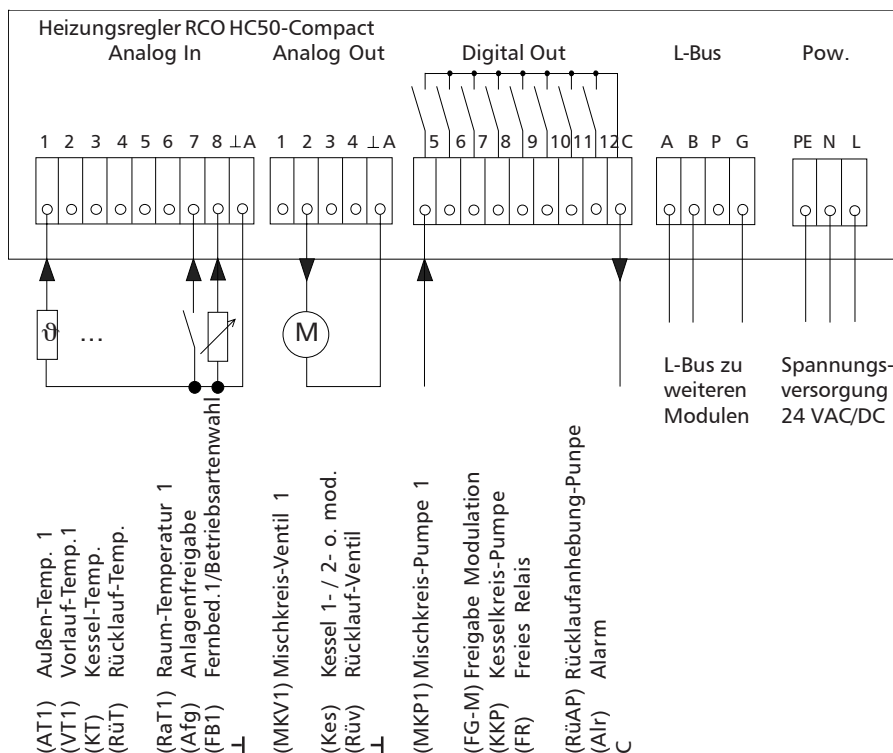 Heizungsregler RCO HC50-Compact
Analog In Analog Out Digital Out L-Bus Pow.
1 2 3 4 5 6 7 8 ⊥ A 1 2 3 4 ⊥ A 5 6 7 8 9 10 11 12 C A B P G PE N L
ϑ ... M
L-Bus zu
weiteren
Modulen
Spannungs-
versorgung
24 VAC/DC
(AT1) Außen-Temp. 1
(VT1) Vorlauf-Temp.1
(KT) Kessel-Temp.
(RüT) Rücklauf-Temp.
(RaT1) Raum-Temperatur 1
(Afg) Anlagenfreigabe
(FB1) Fernbed.1/Betriebsartenwahl
⊥
(MKV1) Mischkreis-Ventil 1
(Kes) Kessel 1- / 2- o. mod.
(Rüv) Rücklauf-Ventil
⊥
(MKP1) Mischkreis-Pumpe 1
(FG-M) Freigabe Modulation
(KKP) Kesselkreis-Pumpe
(FR) Freies Relais
(RüAP) Rücklaufanhebung-Punpe
(Alr) Alarm
C